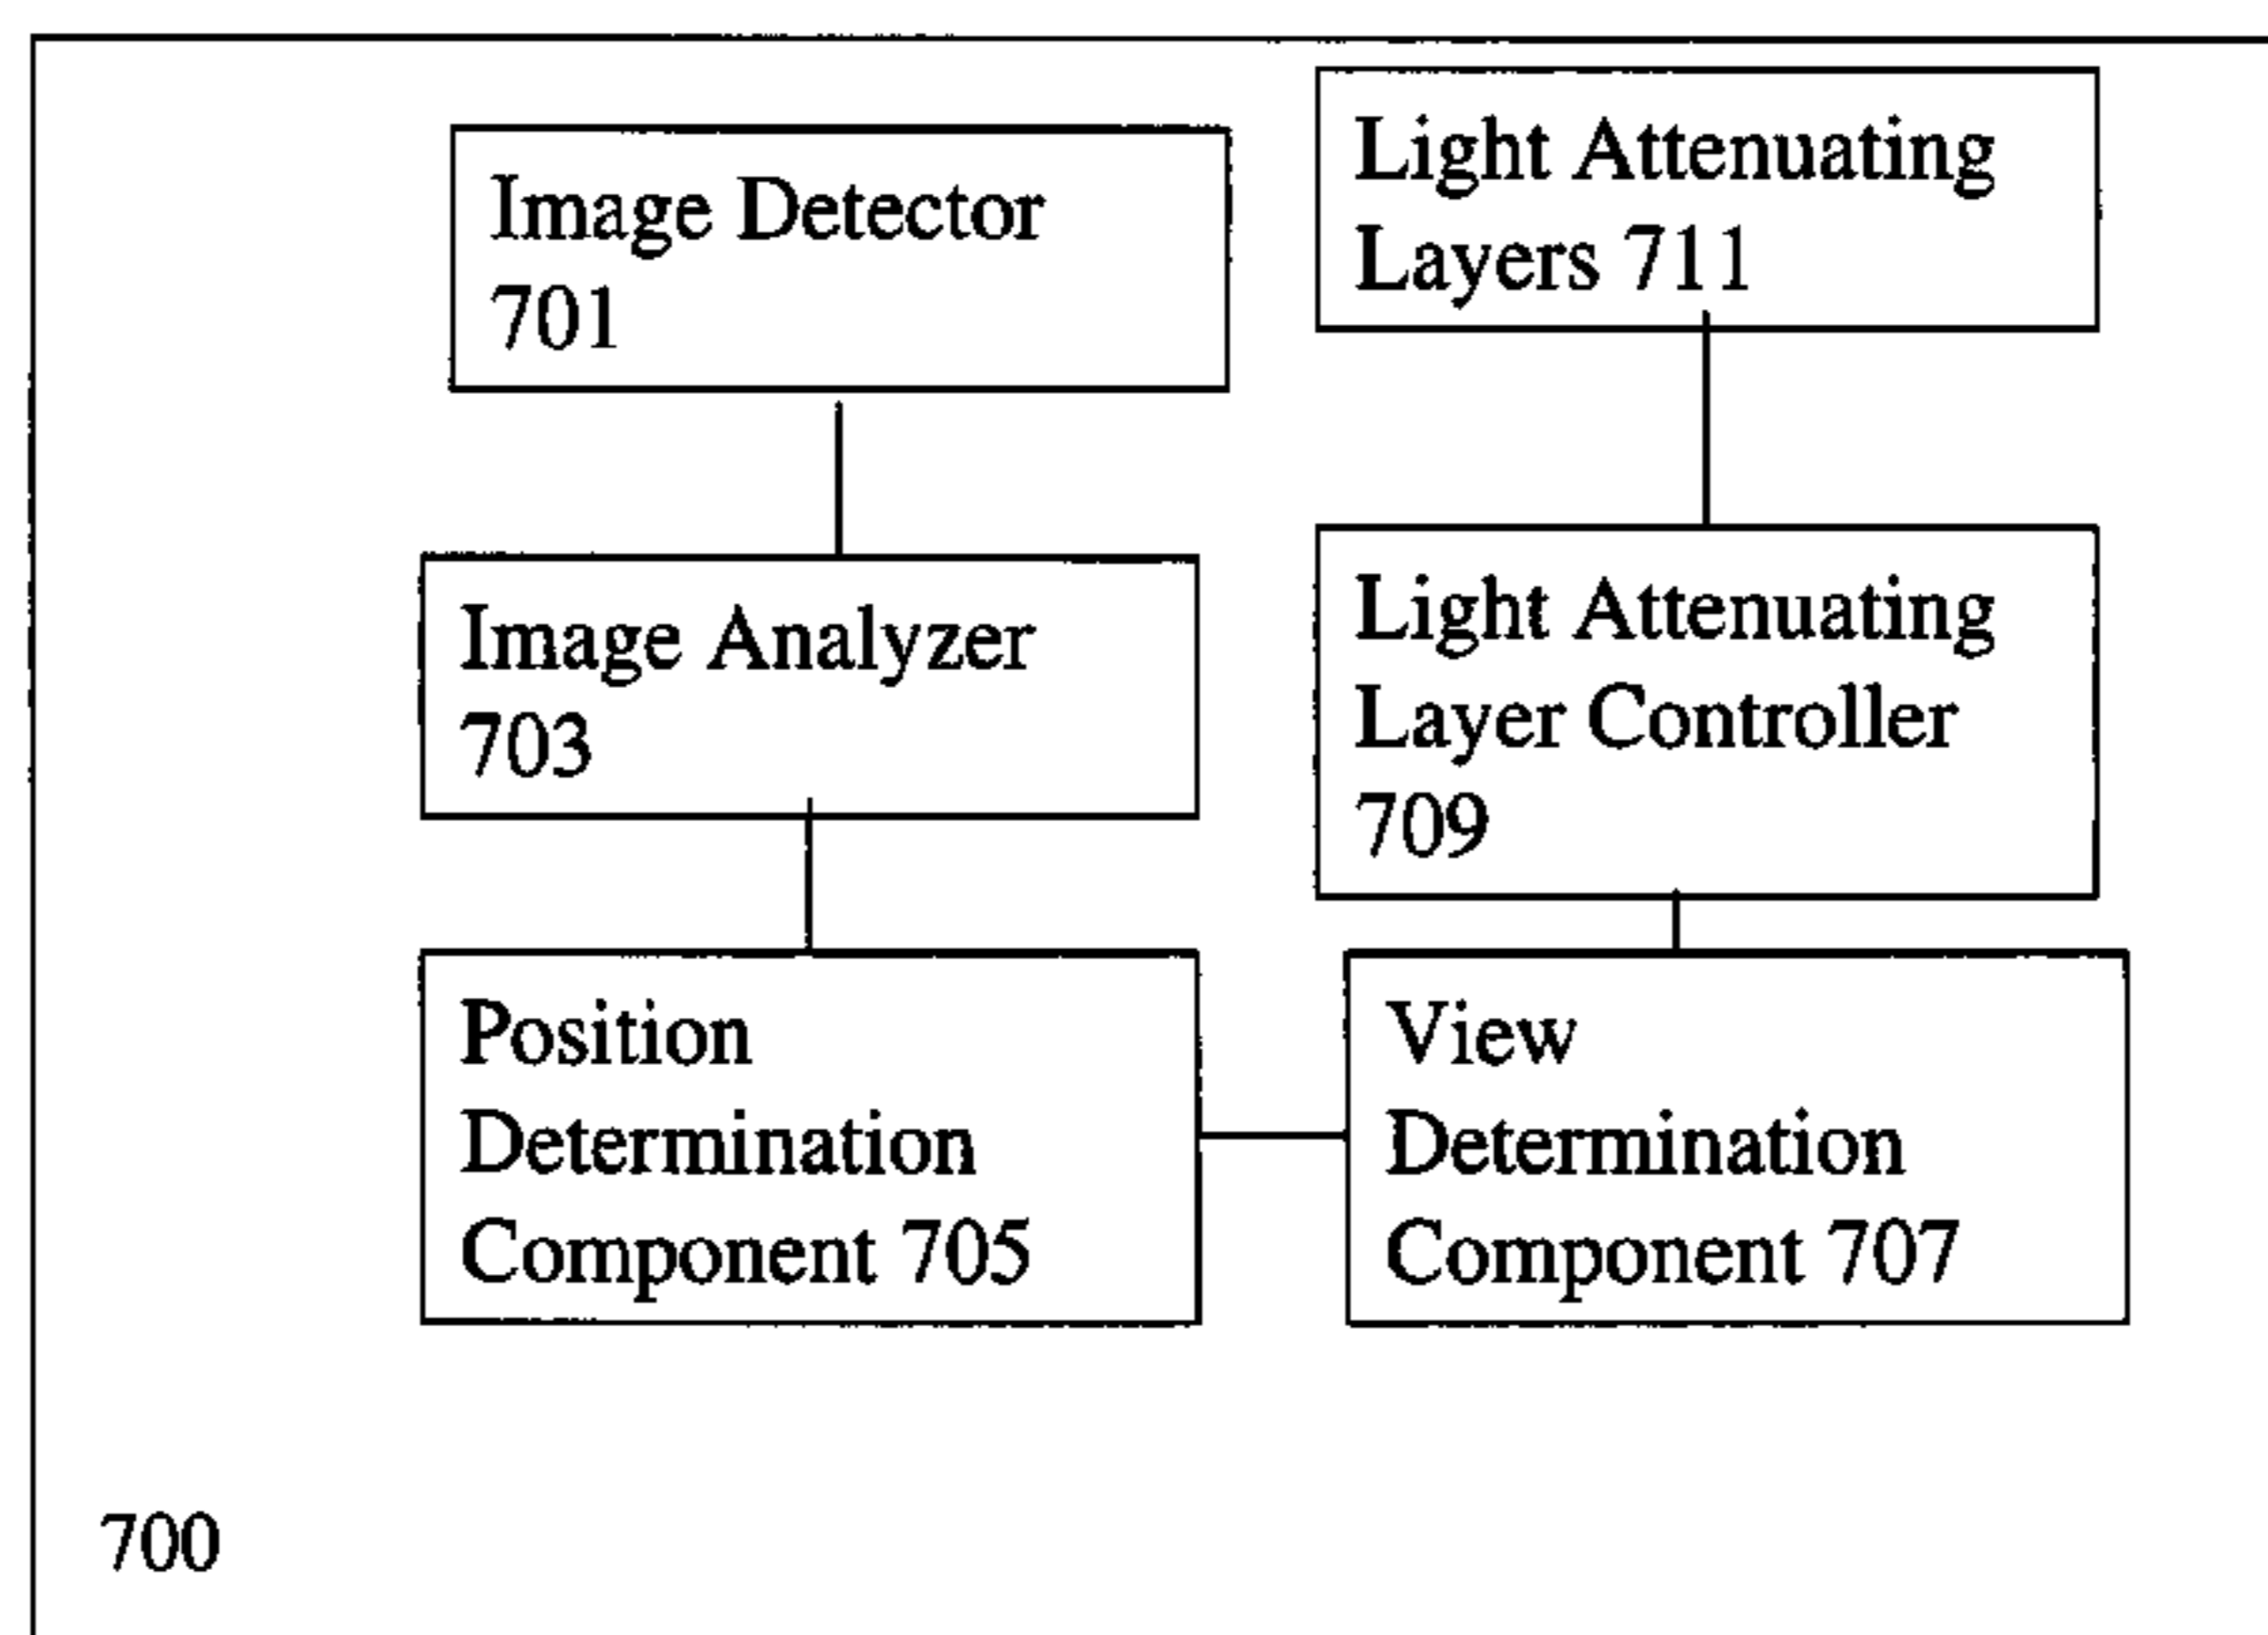 Image Detector
701
Light Attenuating
Layers 711
Image Analyzer
703
Light Attenuating
Layer Controller
709
Position
Determination
Component 705
View
Determination
Component 707
700